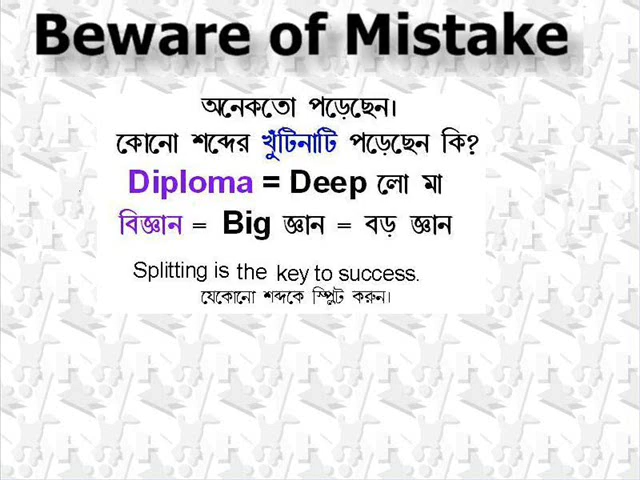 Beware of Mistake
অনেকতো পড়েছেন।
কোনো শব্দের খুঁটিনাটি পড়েছেন কি?
Diploma = Deep লো মা
বিজ্ঞান = Big জ্ঞান = বড় জ্ঞান
Splitting is the key to success.
যেকোনো শব্দকে স্প্লিট করুন।